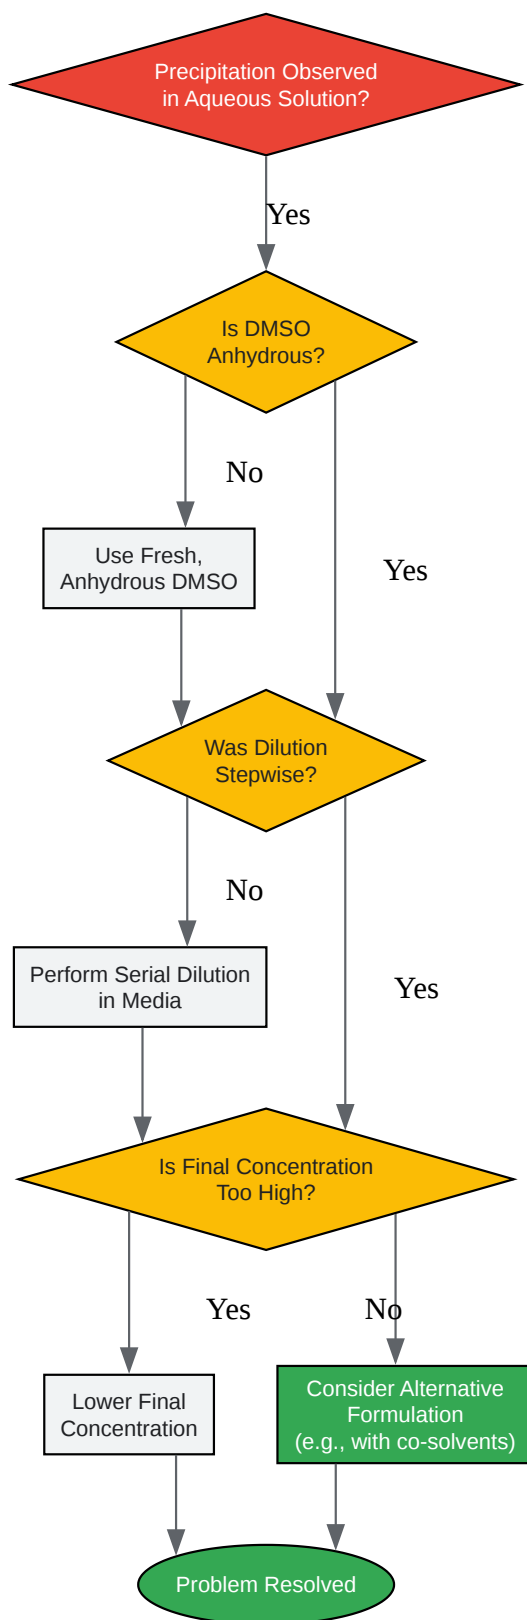 Precipitation Observed
in Aqueous Solution?
Yes
Is DMSO
Anhydrous?
No
Use Fresh,
Anhydrous DMSO
Yes
Was Dilution
Stepwise?
No
Perform Serial Dilution
in Media
Yes
Is Final Concentration
Too High?
Yes
No
Lower Final
Concentration
Consider Alternative
Formulation
(e.g., with co-solvents)
Problem Resolved